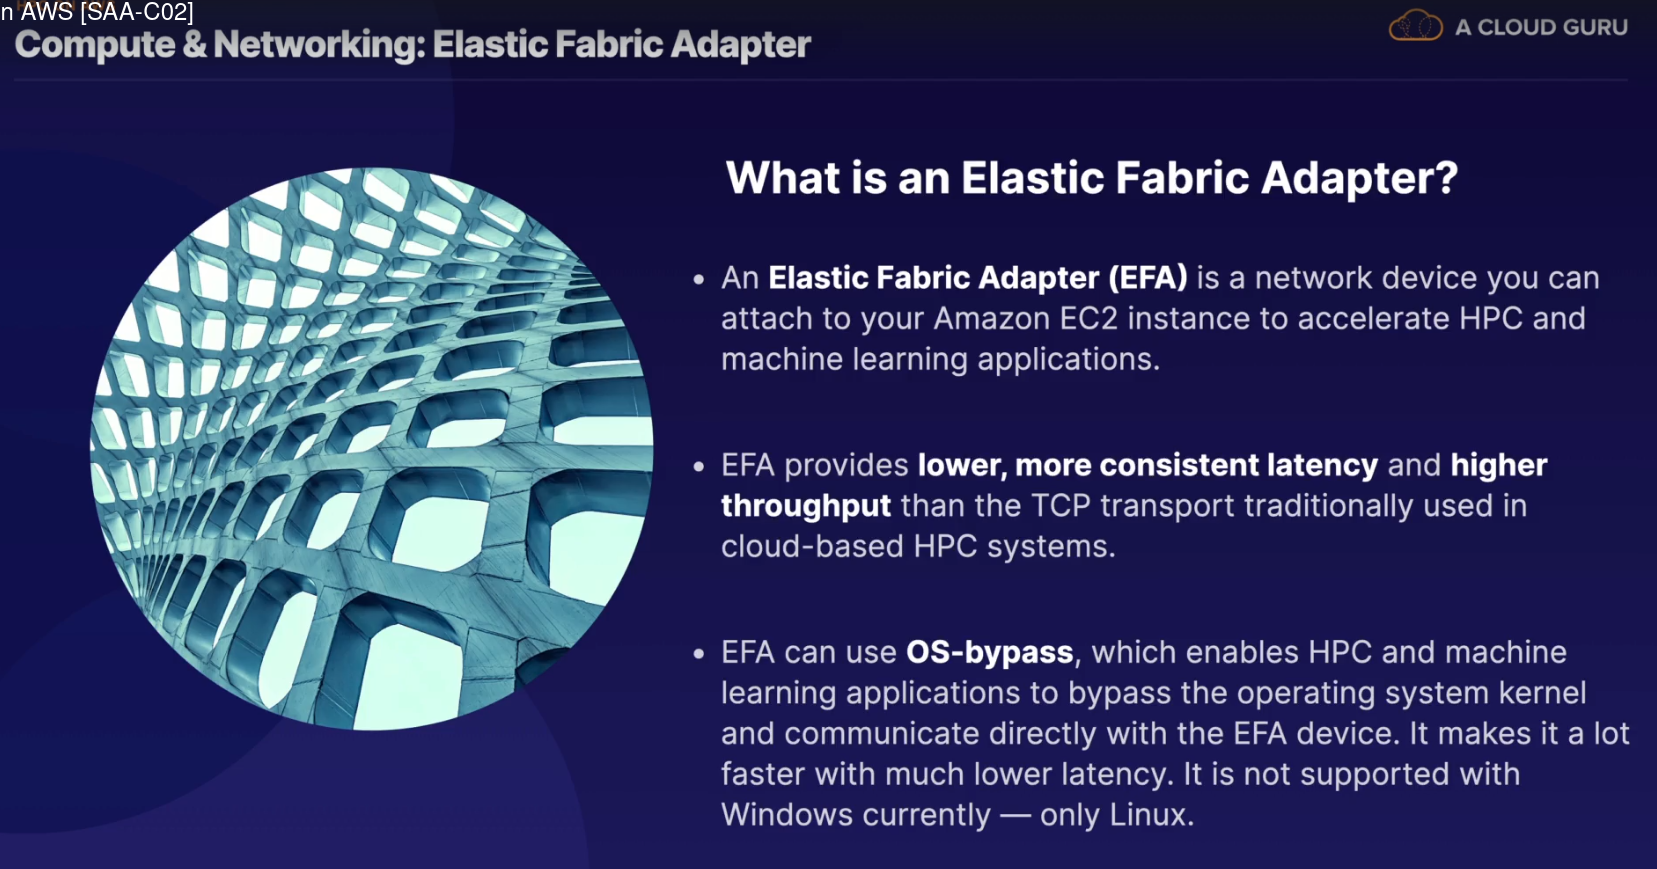 n AWS [SAA-C02]
Compute & Networking: Elastic Fabric Adapter
A CLOUD GURU
What is an Elastic Fabric Adapter?
• An Elastic Fabric Adapter (EFA) is a network device you can
attach to your Amazon EC2 instance to accelerate HPC and
machine learning applications.
• EFA provides lower, more consistent latency and higher
throughput than the TCP transport traditionally used in
cloud-based HPC systems.
• EFA can use OS-bypass, which enables HPC and machine
learning applications to bypass the operating system kernel
and communicate directly with the EFA device. It makes it a lot
faster with much lower latency. It is not supported with
Windows currently — only Linux.